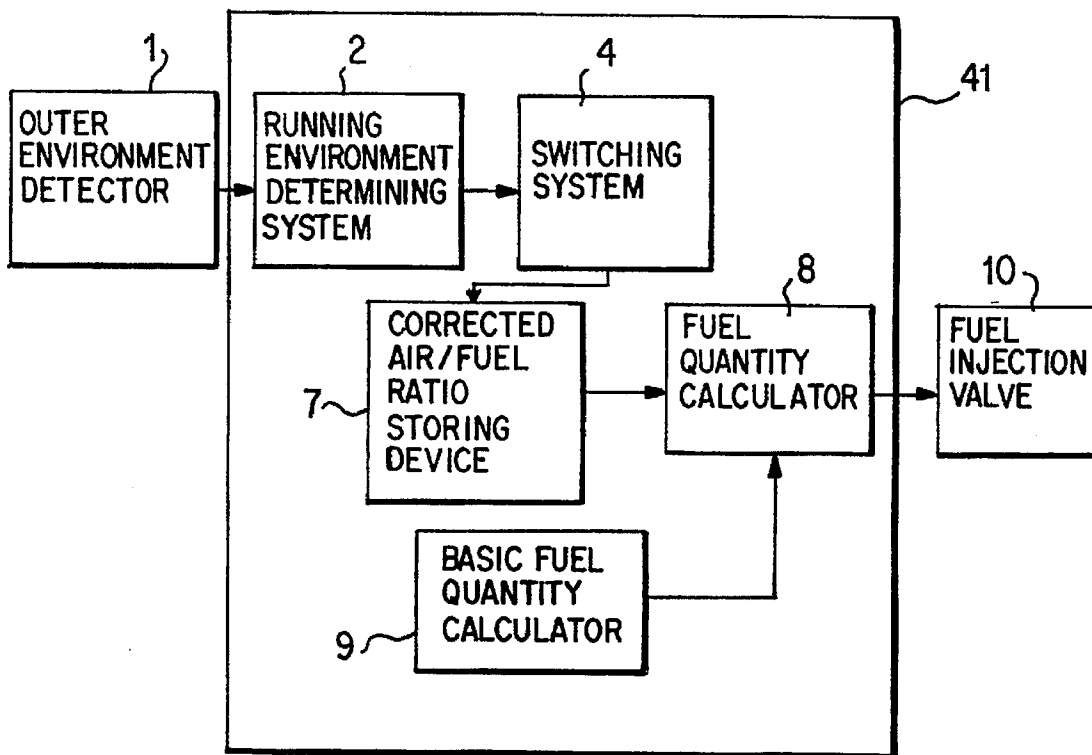 1
OUTER
ENVIRONMENT
DETECTOR
2
RUNNING
ENVIRONMENT
DETERMINING
SYSTEM
4
SWITCHING
SYSTEM
41
7
CORRECTED
AIR/FUEL
RATIO
STORING
DEVICE
8
FUEL
QUANTITY
CALCULATOR
10
FUEL
INJECTION
VALVE
9
BASIC FUEL
QUANTITY
CALCULATOR